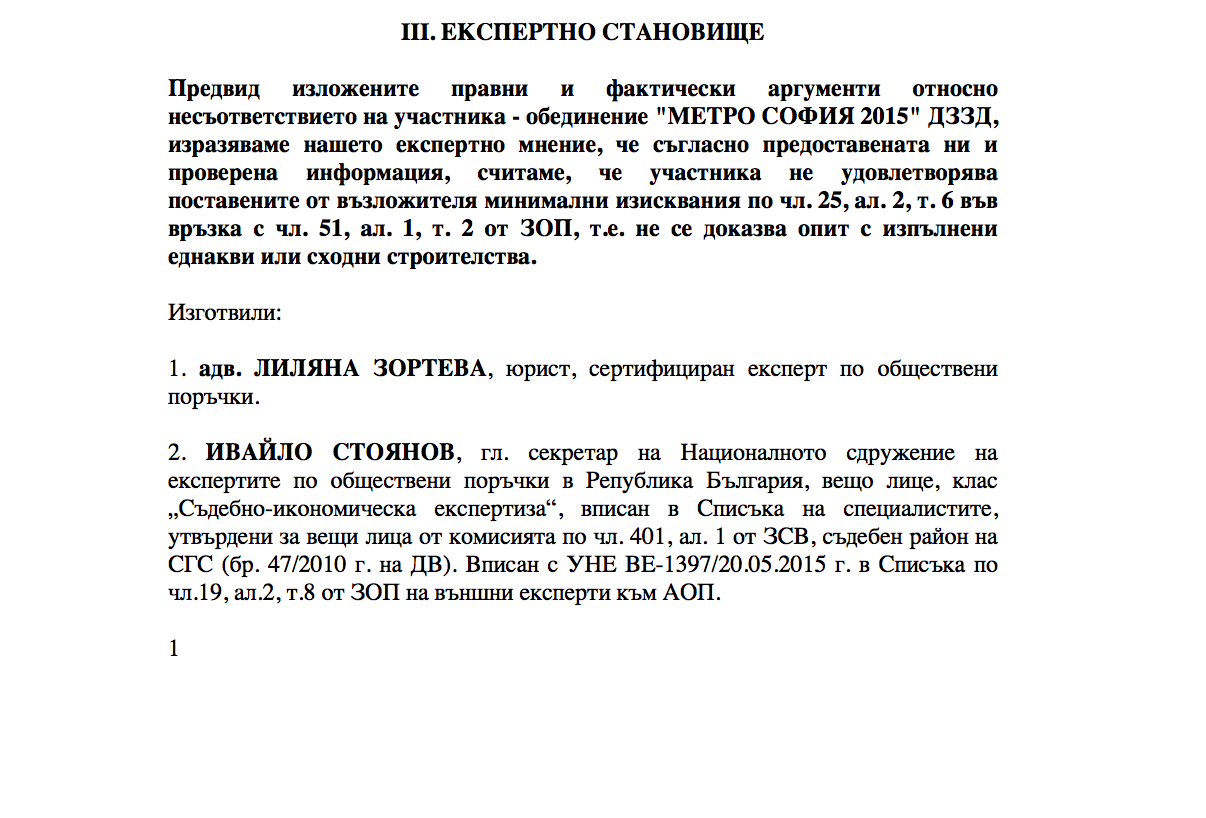 III. ЕКСПЕРТНО СТАНОВИЩЕ
Предвид изложените правни и фактически аргументи относно
несъответствието на участника - обединение "МЕТРО СОФИЯ 2015" ДЗЗД,
изразяваме нашето експертно мнение, че съгласно предоставената ни и
проверена информация, считаме, че участника не удовлетворява
поставените от възложителя минимални изисквания по чл. 25, ал. 2, т. 6 във
връзка с чл. 51, ал. 1, т. 2 от ЗОП, т.е. не се доказва опит с изпълнени
еднакви или сходни строителства.
Изготвили:
1. адв. ЛИЛЯНА ЗОРТЕВА, юрист, сертифициран експерт по обществени
поръчки.
2. ИВАЙЛО СТОЯНОВ, гл. секретар на Националното сдружение на
експертите по обществени поръчки в Република България, вещо лице, клас
„Съдебно-икономическа експертиза“, вписан в Списъка на специалистите,
утвърдени за вещи лица от комисията по чл. 401, ал. 1 от ЗСВ, съдебен район на
СГС (бр. 47/2010 г. на ДВ). Вписан с УНЕ ВЕ-1397/20.05.2015 г. в Списъка по
чл.19, ал.2, т.8 от ЗОП на външни експерти към АОП.
1